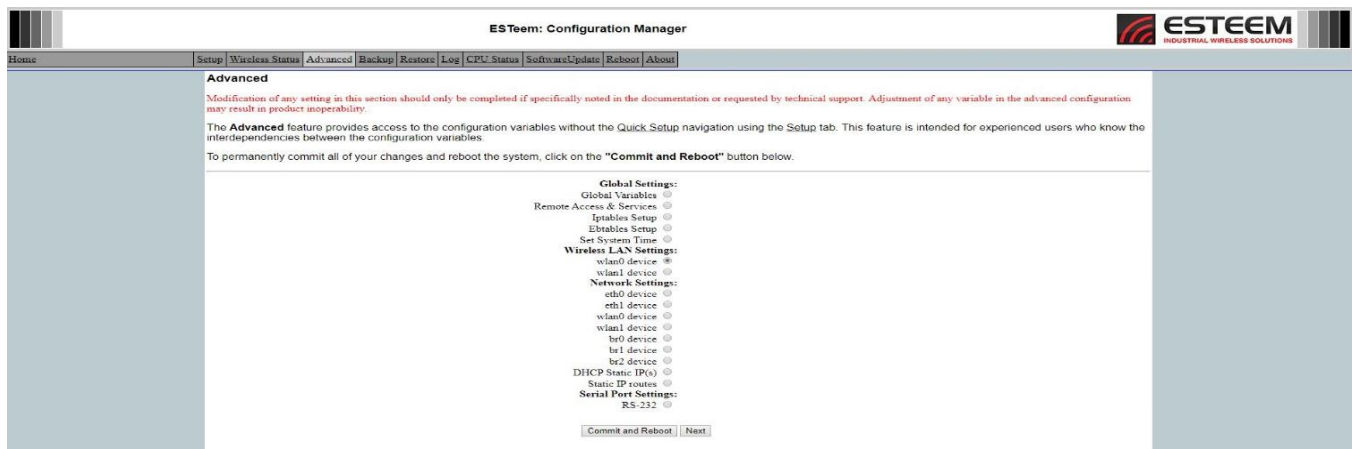 ESTeem: Configuration Manager
ESTEEM
INDUSTRIAL WIRELESS SOLUTIONS
Home
Setup Wireless Status Advanced Backup Restore Log CPU Status SoftwareUpdate Reboot About
Advanced
Modification of any setting in this section should only be completed if specifically noted in the documentation or requested by technical support. Adjustment of any variable in the advanced configuration
may result in product inoperability.
The Advanced feature provides access to the configuration variables without the Quick Setup navigation using the Setup tab. This feature is intended for experienced users who know the
interdependencies between the configuration variables.
To permanently commit all of your changes and reboot the system, click on the "Commit and Reboot" button below.
Global Settings:
Global Variables
Remote Access & Services
Iptables Setup
Ebtables Setup
Set System Time
Wireless LAN Settings:
wlan0 device
wlan1 device
Network Settings:
eth0 device
eth1 device
wlan0 device
wlan1 device
br0 device
br1 device
br2 device
DHCP Static IP(s)
Static IP routes
Serial Port Settings:
RS-232
Commit and Reboot Next